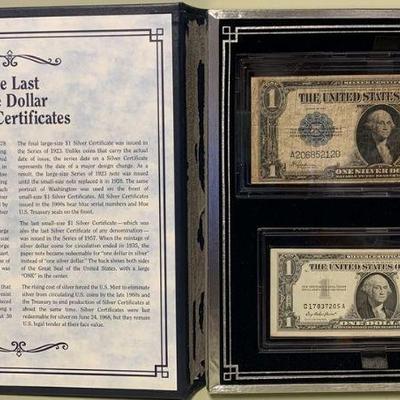 e Last
e Dollar
Certificates
The final large-size $1 Silver Certificate was issued in
the Series of 1923. Unlike coins that carry the actual
date of issue, the series date on a Silver Certificate
represents the date of a major design change. As a
result, the large-size Series of 1923 note was issued
until the small-size note replaced it in 1928. The same
portrait of Washington was used on the front of
small-size $1 Silver Certificates. All Silver Certificates
issued in the 1900s bear blue serial numbers and blue
U.S. Treasury seals on the front.
The last small-size $1 Silver Certificate—which was
also the last Silver Certificate of any denomination—
was issued in the Series of 1957. When the mintage of
silver dollars for circulation ended in 1935, the
paper note became redeemable for "one dollar in silver"
instead of "one silver dollar." The back shows both sides
of the Great Seal of the United States, with a large
"ONE" in the center.
The rising cost of silver forced the U.S. Mint to eliminate
silver from circulating U.S. coins by the late 1960s and
the Treasury to end production of Silver Certificates at
about the same time. Silver Certificates were last
redeemable for silver on June 24, 1968, but they remain
U.S. legal tender at their face value.
1
THE UNITED STATES
A20685212D
ONE SILVER DO
1
C 17837205 A
ONE DOLL